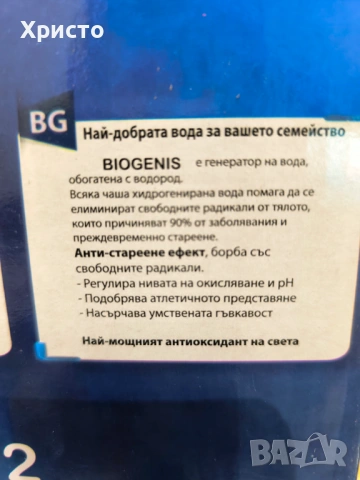 Христо
BG
Най-добрата вода за вашето семейство
BIOGENIS е генератор на вода,
обогатена с водород.
Всяка чаша хидрогенирана вода помага да се
елиминират свободните радикали от тялото,
които причиняват 90% от заболявания и
преждевременно стареене.
Анти-стареене ефект, борба със
свободните радикали.
- Регулира нивата на окисляване и pH
- Подобрява атлетичното представяне
- Насърчава умствената гъвкавост
Най-мощният антиоксидант на света
2
BAZAR